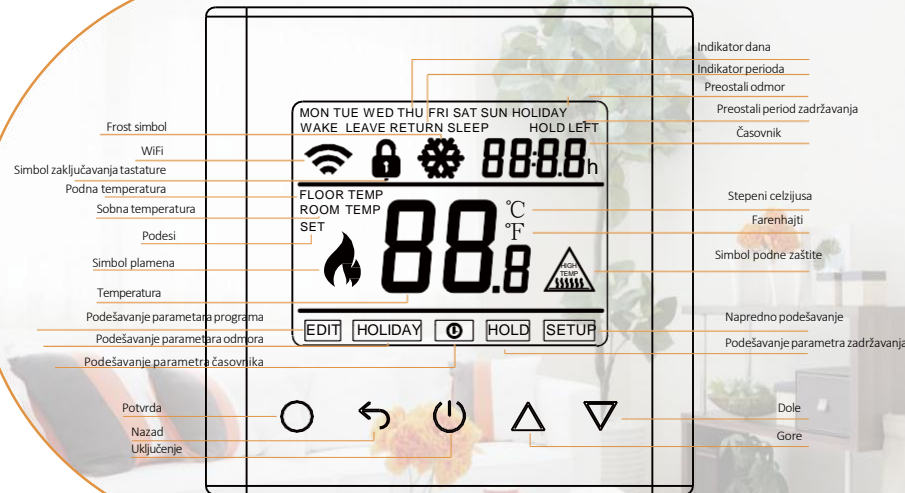 Indikator dana
Indikator perioda
Preostali odmor
Preostali period zadržavanja
Časovnik
MON TUE WED THU FRI SAT SUN HOLIDAY
WAKE LEAVE RETURN SLEEP HOLD LEFT
88:88h
Frost simbol
WiFi
Simbol zaključavanja tastature
Podna temperatura
Sobna temperatura
Podesi
Simbol plamena
Temperatura
FLOOR TEMP
ROOM TEMP
SET
88.8
°C
°F
HIGH
TEMP
Stepeni celzijusa
Farenhajti
Simbol podne zaštite
Podešavanje parametara programa
Podešavanje parametara odmora
Podešavanje parametra časovnika
EDIT HOLIDAY HOLD SETUP
Napredno podešavanje
Podešavanje parametra zadržavanja
Potvrda
Nazad
Uključenje
Dole
Gore